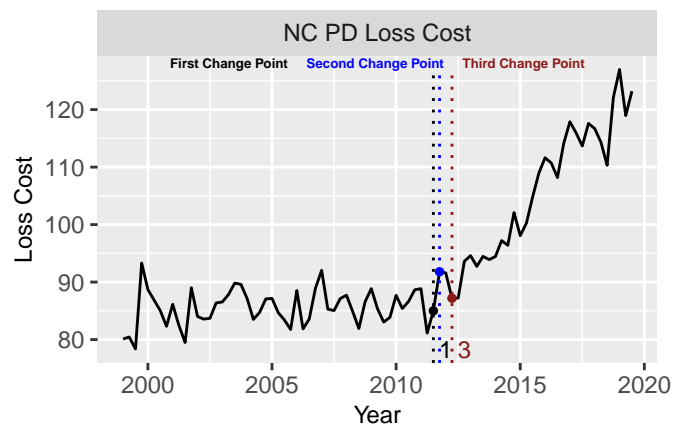 NC PD Loss Cost
First Change Point Second Change Point Third Change Point
120
110
100
90
80
Loss Cost
1 3
2000 2005 2010 2015 2020
Year